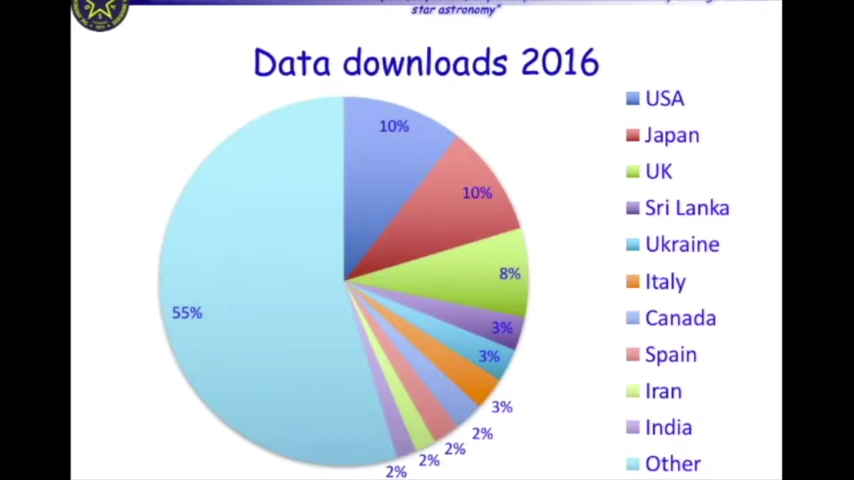 star astronomy"
Data downloads 2016
10%
10%
8%
3%
3%
3%
2%
2%
2%
2%
55%
USA
Japan
UK
Sri Lanka
Ukraine
Italy
Canada
Spain
Iran
India
Other